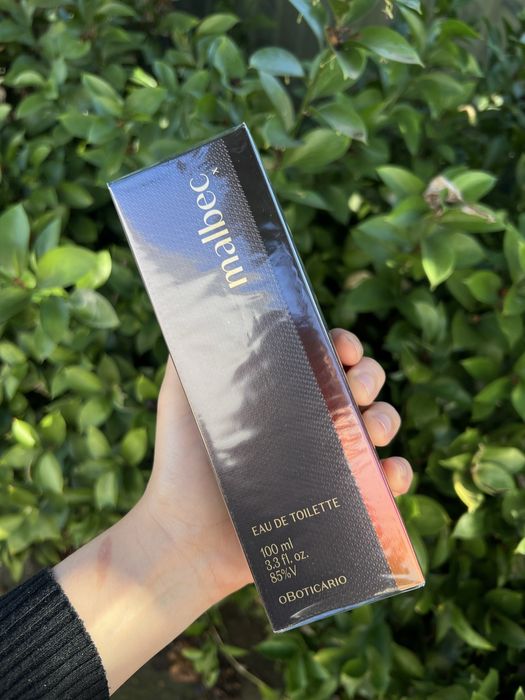 malbec x
EAU DE TOILETTE
100 ml
3.3 fl. oz.
85%V
oBOTICÁRIO